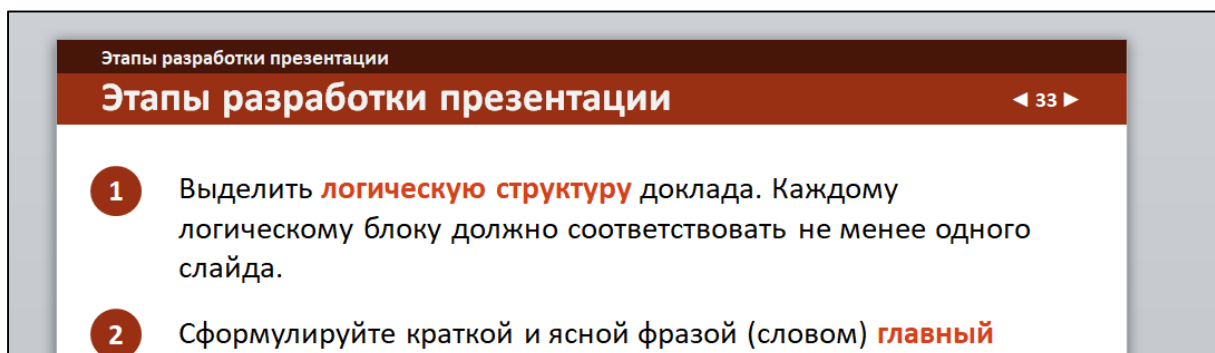 Этапы разработки презентации
Этапы разработки презентации
◄ 33 ►
1 Выделить логическую структуру доклада. Каждому
логическому блоку должно соответствовать не менее одного
слайда.
2 Сформулируйте краткой и ясной фразой (словом) главный